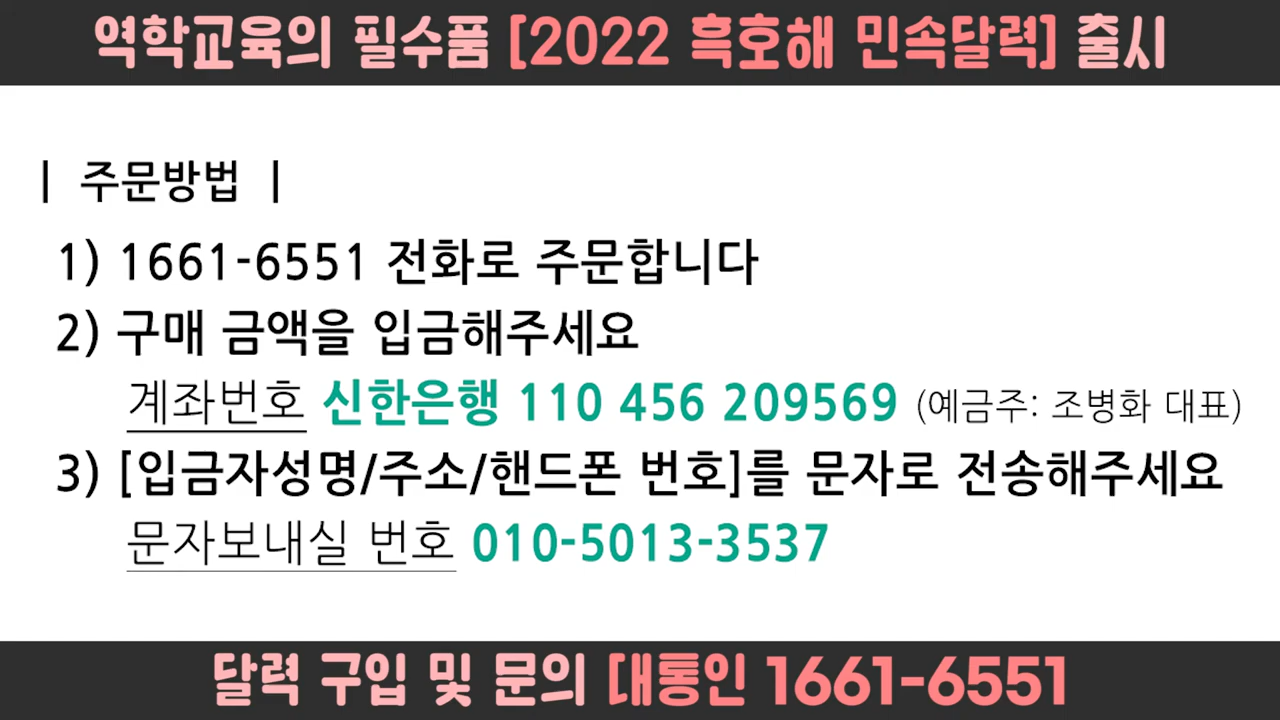 역학교육의 필수품 [2022 흑호해 민속달력] 출시
| 주문방법 |
1) 1661-6551 전화로 주문합니다
2) 구매 금액을 입금해주세요
계좌번호 신한은행 110 456 209569 (예금주: 조병화 대표)
3) [입금자성명/주소/핸드폰 번호]를 문자로 전송해주세요
문자보내실 번호 010-5013-3537
달력 구입 및 문의 대통인 1661-6551